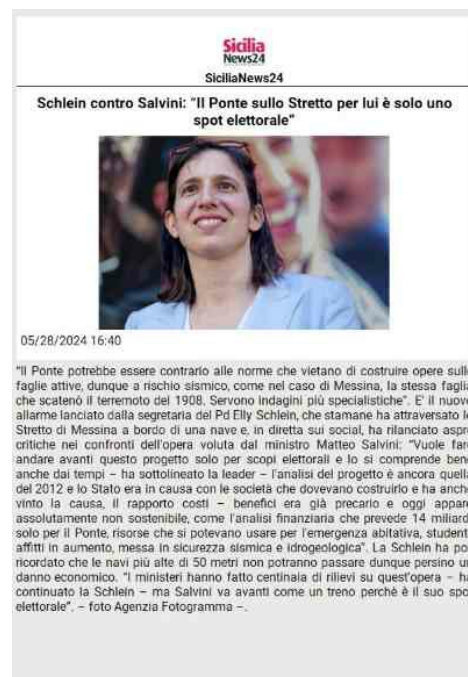 Sicilia
News24
SiciliaNews24
Schlein contro Salvini: "Il Ponte sullo Stretto per lui è solo uno
spot elettorale"
05/28/2024 16:40
"Il Ponte potrebbe essere contrario alle norme che vietano di costruire opere sulle
faglie attive, dunque a rischio sismico, come nel caso di Messina, la stessa faglia
che scatenò il terremoto del 1908. Servono indagini più specialistiche". E' il nuovo
allarme lanciato dalla segretaria del Pd Elly Schlein, che stamane ha attraversato lo
Stretto di Messina a bordo di una nave e, in diretta sui social, ha rilanciato aspre
critiche nei confronti dell'opera voluta dal ministro Matteo Salvini: "Vuole fare
andare avanti questo progetto solo per scopi elettorali e lo si comprende bene
anche dai tempi – ha sottolineato la leader – l'analisi del progetto è ancora quella
del 2012 e lo Stato era in causa con le società che dovevano costruirlo e ha anche
vinto la causa, il rapporto costi – benefici era già precario e oggi appare
assolutamente non sostenibile, come l'analisi finanziaria che prevede 14 miliardi
solo per il Ponte, risorse che si potevano usare per l'emergenza abitativa, studenti,
affitti in aumento, messa in sicurezza sismica e idrogeologica". La Schlein ha poi
ricordato che le navi più alte di 50 metri non potranno passare dunque persino un
danno economico. "I ministeri hanno fatto centinaia di rilievi su quest'opera – ha
continuato la Schlein – ma Salvini va avanti come un treno perchè è il suo spot
elettorale". – foto Agenzia Fotogramma –.